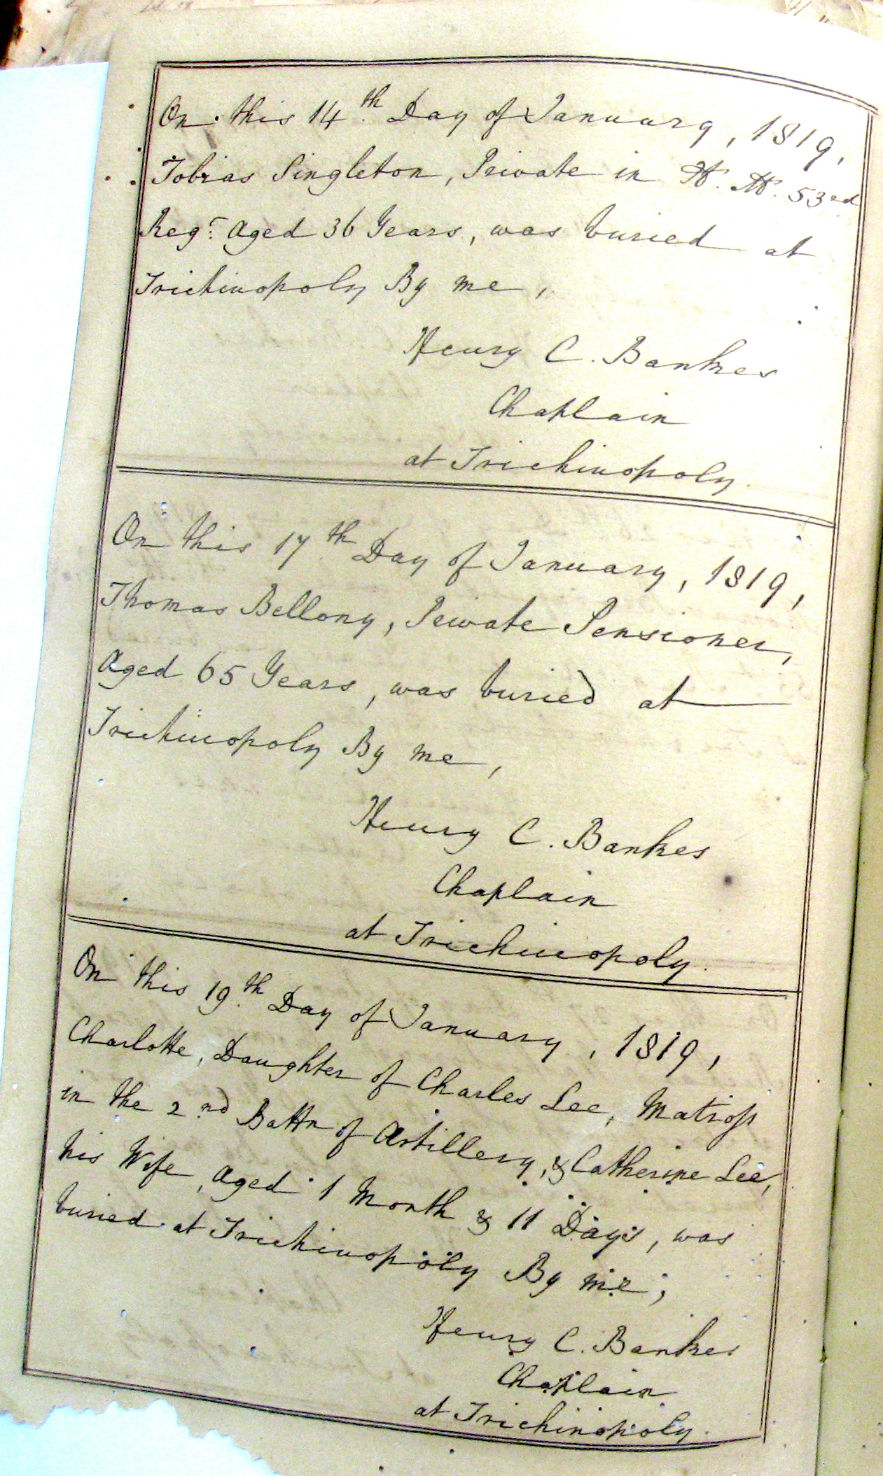 On this 14th Day of January, 1819,
Tobias Singleton, Private in H. M. 53rd
Regt. Aged 36 Years, was buried at
Trichinopoly By me,
Henry C. Bankes
Chaplain
at Trichinopoly.
On this 17th Day of January, 1819,
Thomas Bellony, Private Pensioner,
Aged 65 Years, was buried at
Trichinopoly By me,
Henry C. Bankes
Chaplain
at Trichinopoly.
On this 19th Day of January, 1819,
Charlotte, Daughter of Charles Lee, Matross
in the 2nd Battn of Artillery, & Catherine Lee,
his Wife, Aged 1 Month & 11 Days, was
buried at Trichinopoly By me,
Henry C. Bankes
Chaplain
at Trichinopoly.